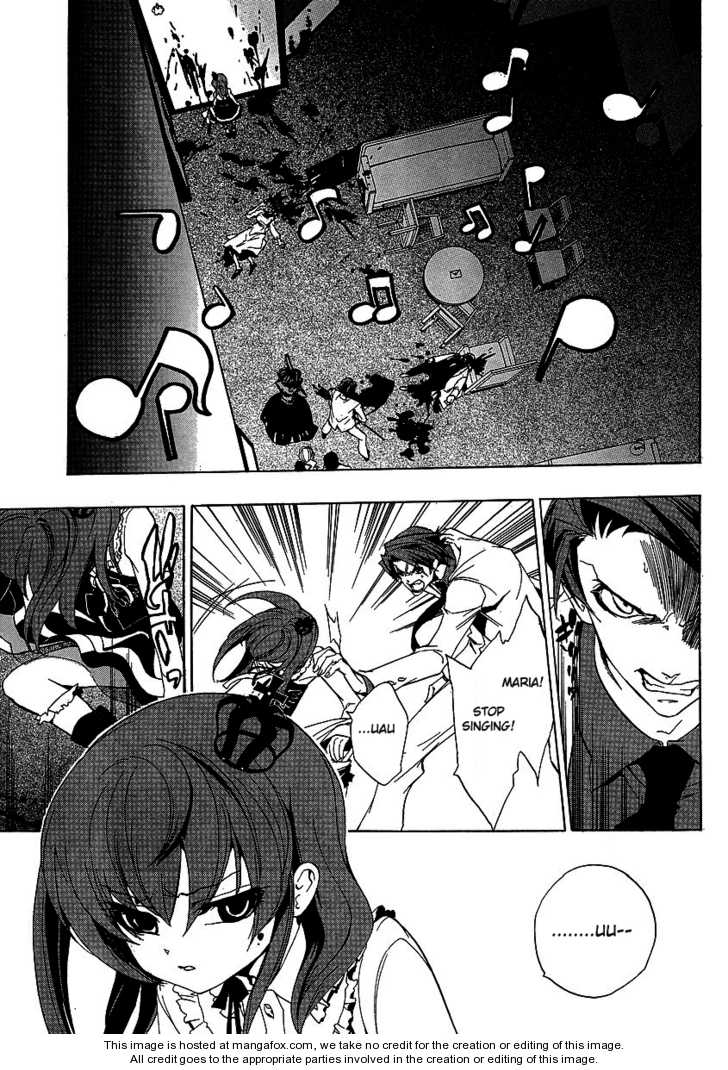 MARIA!
STOP
SINGING!
...UAU
........UU--
This image is hosted at mangafox.com, we take no credit for the creation or editing of this image.
All credit goes to the appropriate parties involved in the creation or editing of this image.